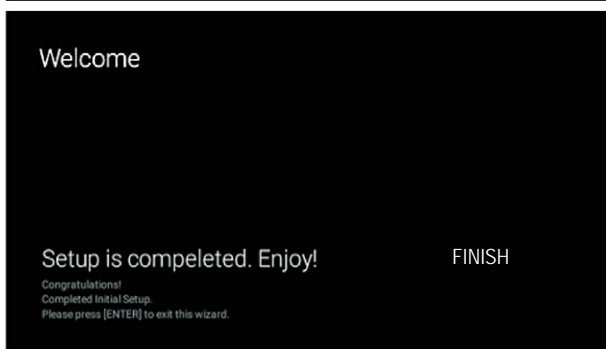 Welcome
Setup is compeleted. Enjoy!
FINISH
Congratulations!
Completed Initial Setup.
Please press [ENTER] to exit this wizard.